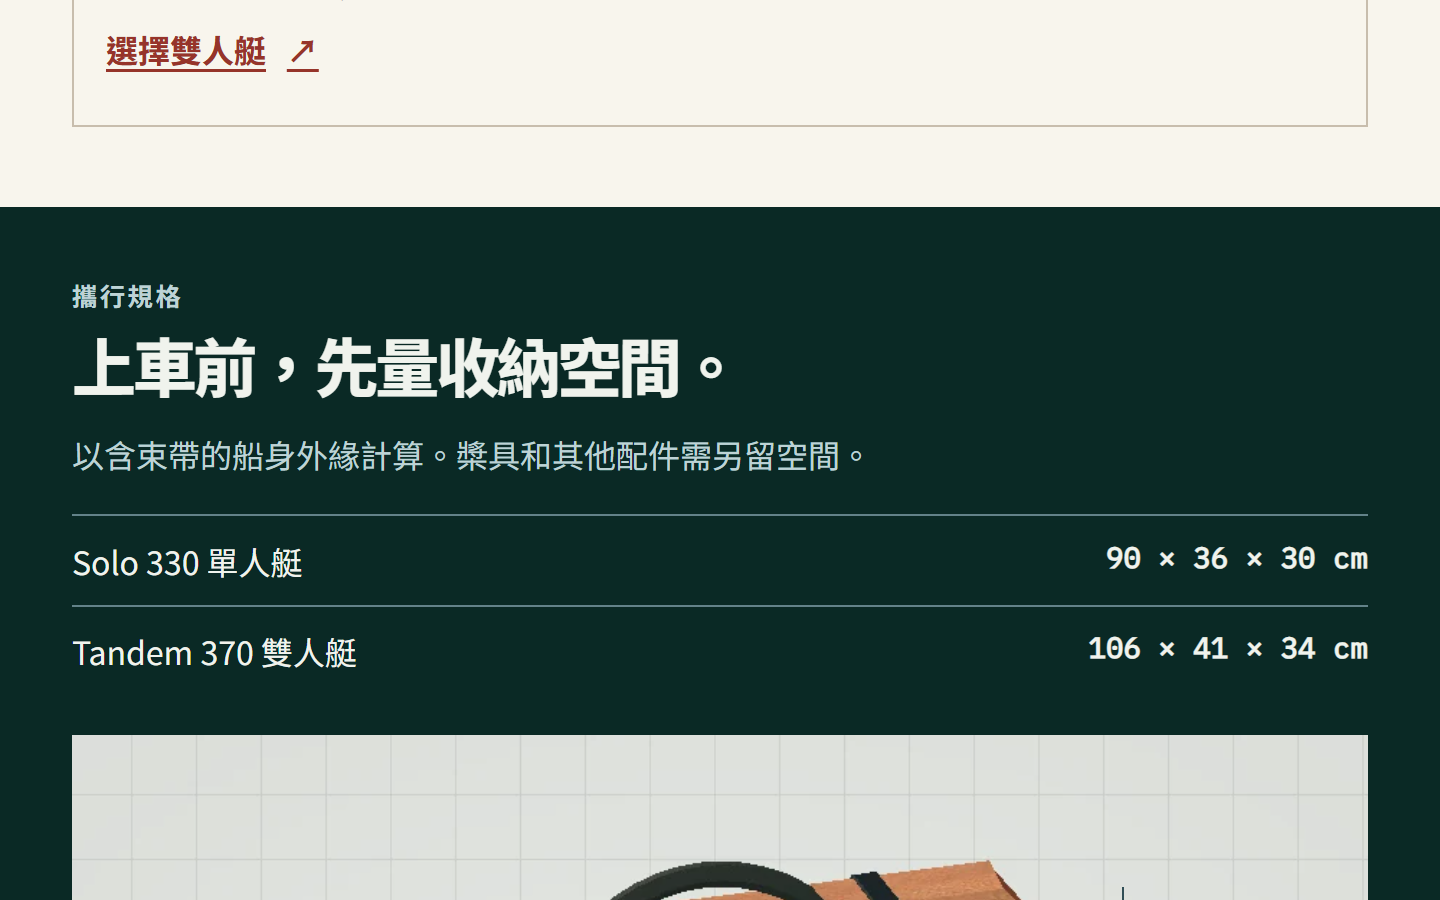 選擇雙人艇 ↗
攜行規格
上車前，先量收納空間。
以含束帶的船身外緣計算。槳具和其他配件需另留空間。
Solo 330 單人艇 90 × 36 × 30 cm
Tandem 370 雙人艇 106 × 41 × 34 cm